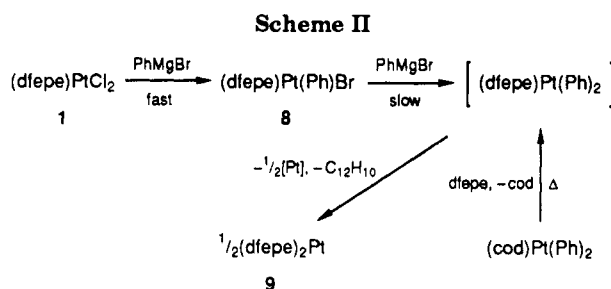 Scheme II
PhMgBr PhMgBr
(dfepe)PtCl2 (dfepe)Pt(Ph)Br [ (dfepe)Pt(Ph)2 ]
fast slow
1 8
–1/2[Pt], –C12H10 dfepe, –cod Δ
1/2(dfepe)2Pt (cod)Pt(Ph)2
9